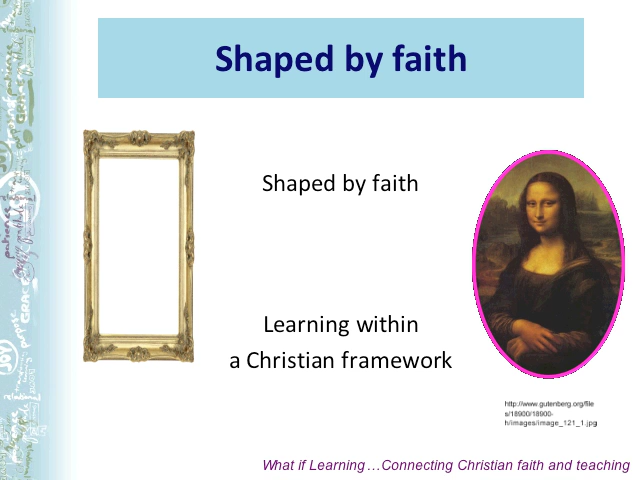 Shaped by faith
Shaped by faith
Learning within
a Christian framework
http://www.gutenberg.org/file
s/18900/18900-
h/images/image_121_1.jpg
What if Learning…Connecting Christian faith and teaching